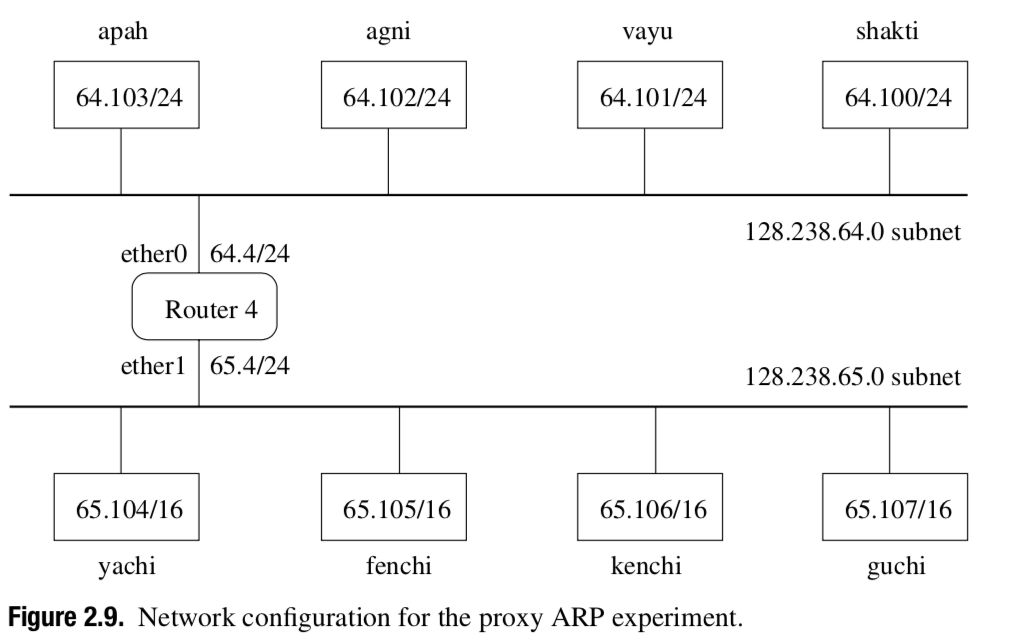 apah agni vayu shakti
64.103/24 64.102/24 64.101/24 64.100/24
128.238.64.0 subnet
ether0 64.4/24
Router 4
ether1 65.4/24
128.238.65.0 subnet
65.104/16 65.105/16 65.106/16 65.107/16
yachi fenchi kenchi guchi
Figure 2.9. Network configuration for the proxy ARP experiment.